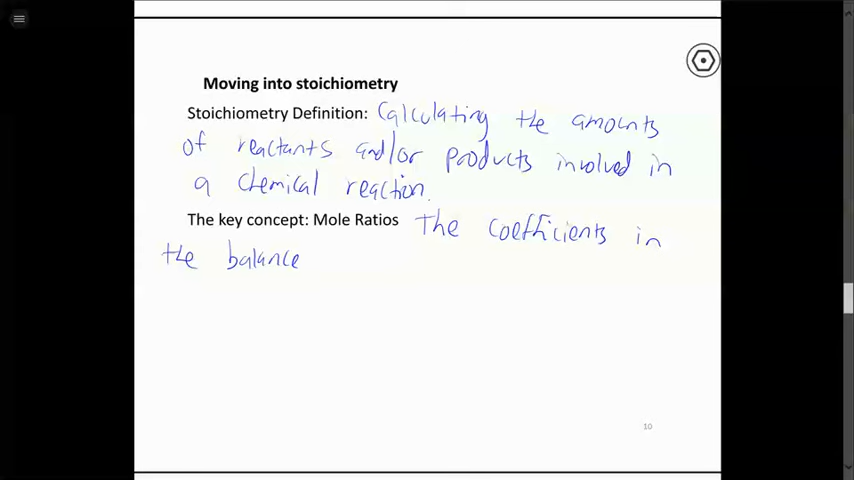 Moving into stoichiometry
Stoichiometry Definition: Calculating the amounts
of reactants and/or products involved in
a chemical reaction.
The key concept: Mole Ratios The coefficients in
the balance
10